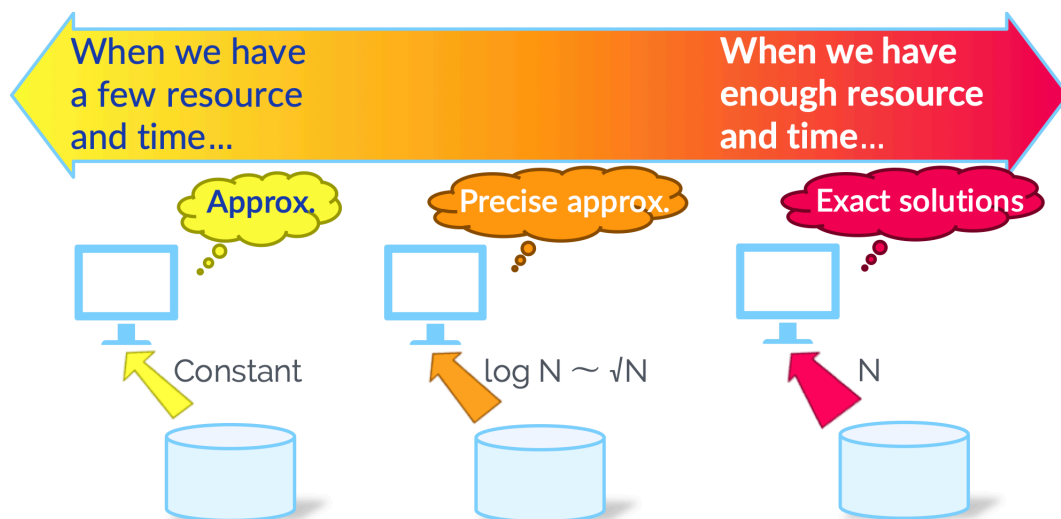 When we have
a few resource
and time...
When we have
enough resource
and time...
Approx.
Precise approx.
Exact solutions
Constant
log N ~ √N
N